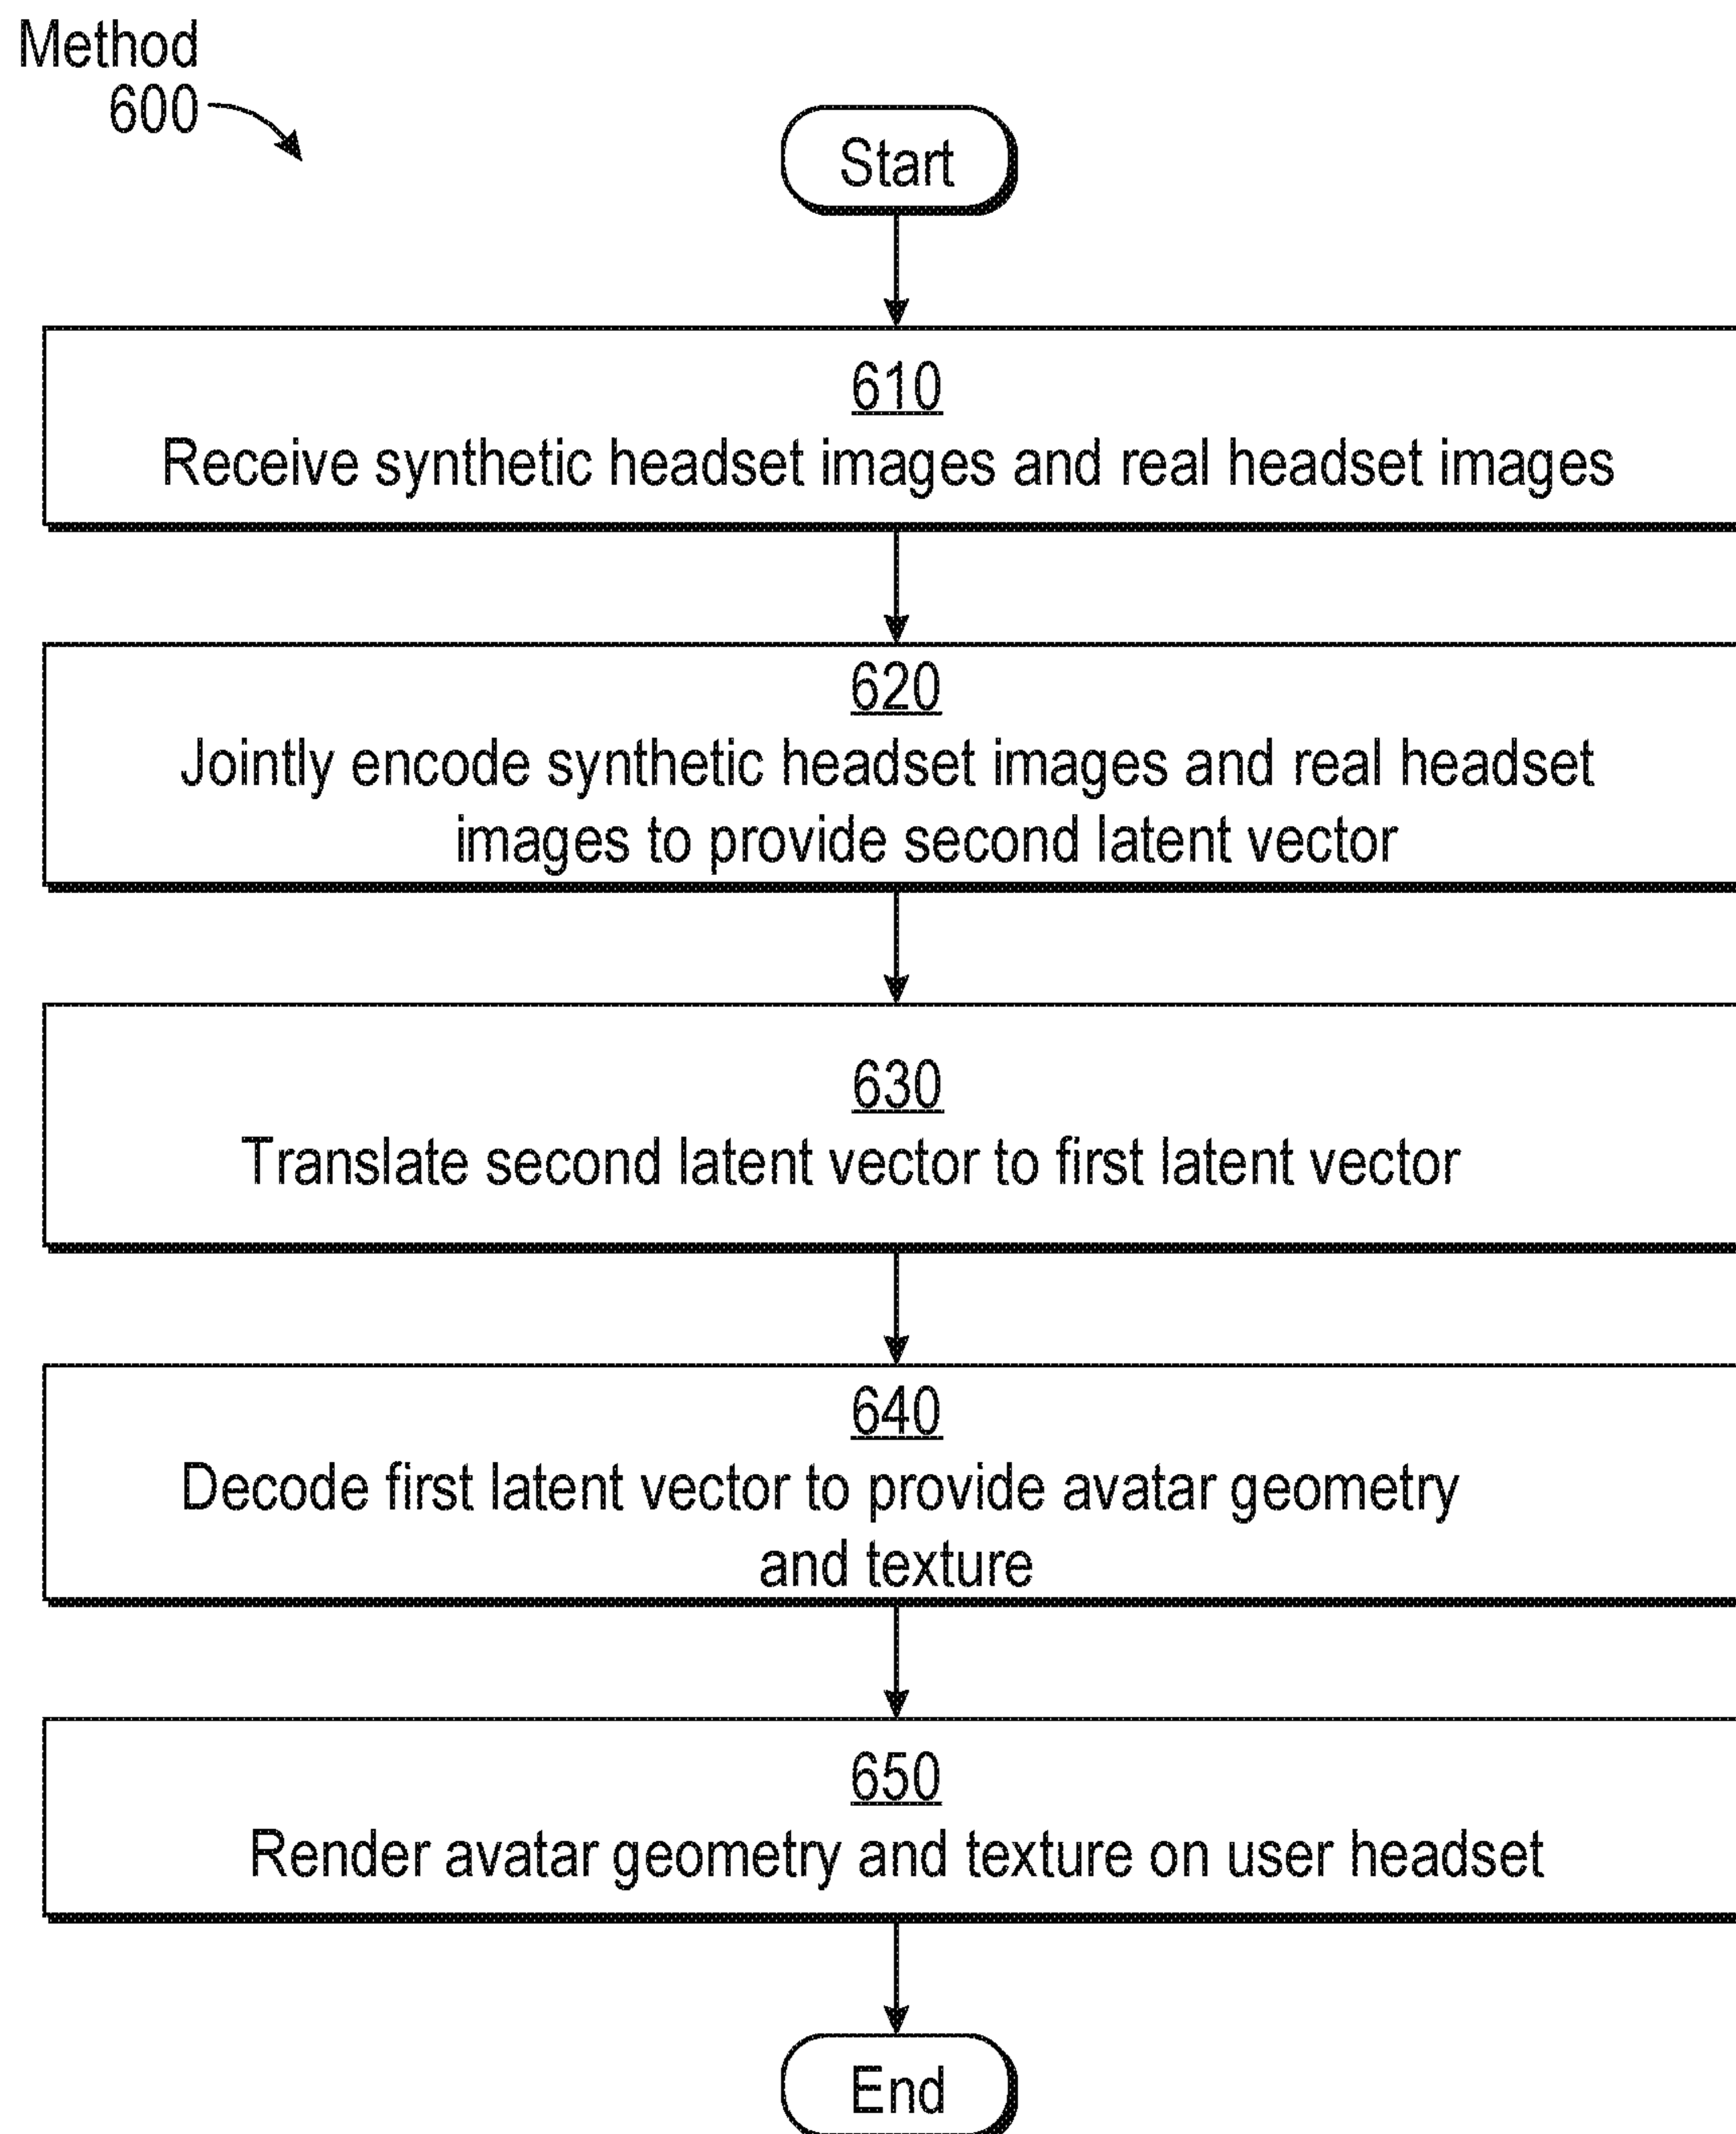 Method
600
Start
610
Receive synthetic headset images and real headset images
620
Jointly encode synthetic headset images and real headset
images to provide second latent vector
630
Translate second latent vector to first latent vector
640
Decode first latent vector to provide avatar geometry
and texture
650
Render avatar geometry and texture on user headset
End